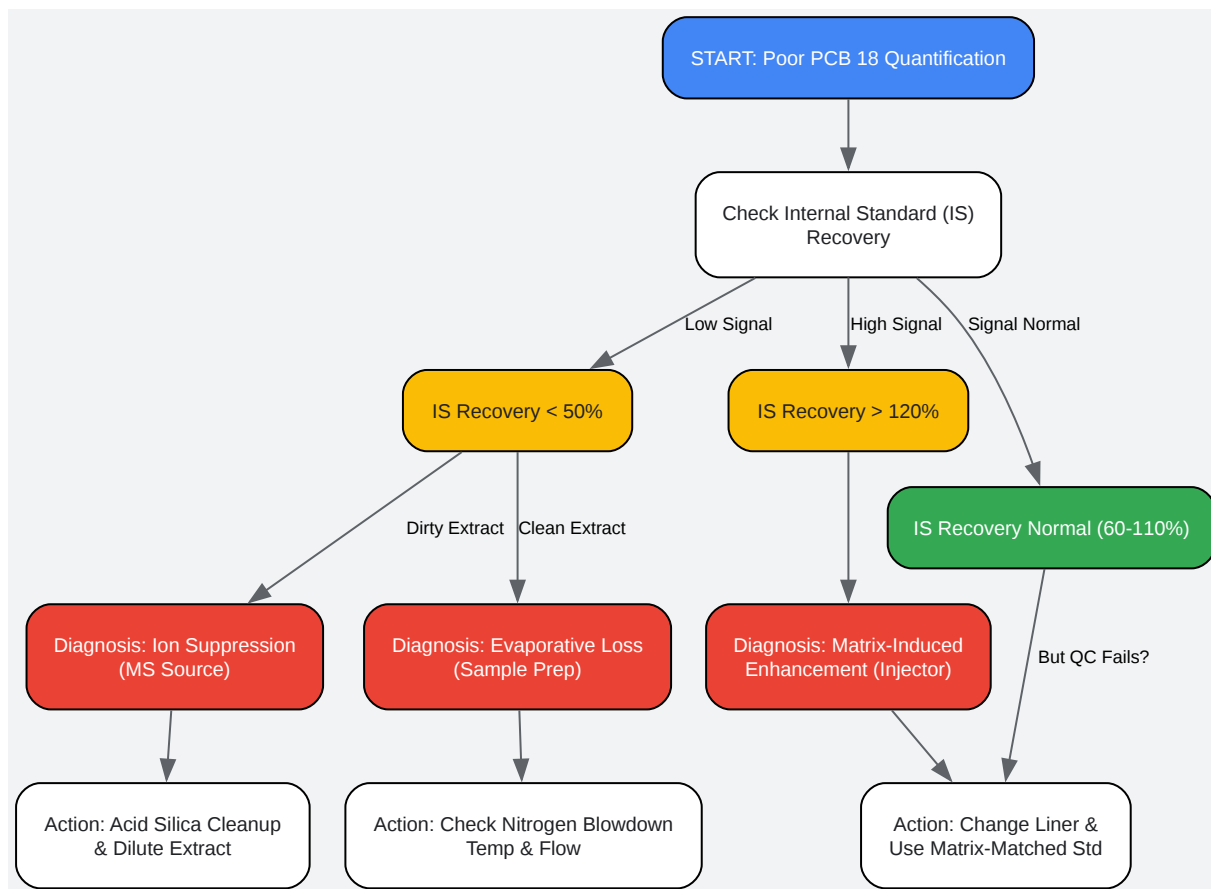 START: Poor PCB 18 Quantification
Check Internal Standard (IS)
Recovery
Low Signal
High Signal
Signal Normal
IS Recovery < 50%
IS Recovery > 120%
IS Recovery Normal (60-110%)
Dirty Extract
Clean Extract
Diagnosis: Ion Suppression
(MS Source)
Diagnosis: Evaporative Loss
(Sample Prep)
Diagnosis: Matrix-Induced
Enhancement (Injector)
But QC Fails?
Action: Acid Silica Cleanup
& Dilute Extract
Action: Check Nitrogen Blowdown
Temp & Flow
Action: Change Liner &
Use Matrix-Matched Std